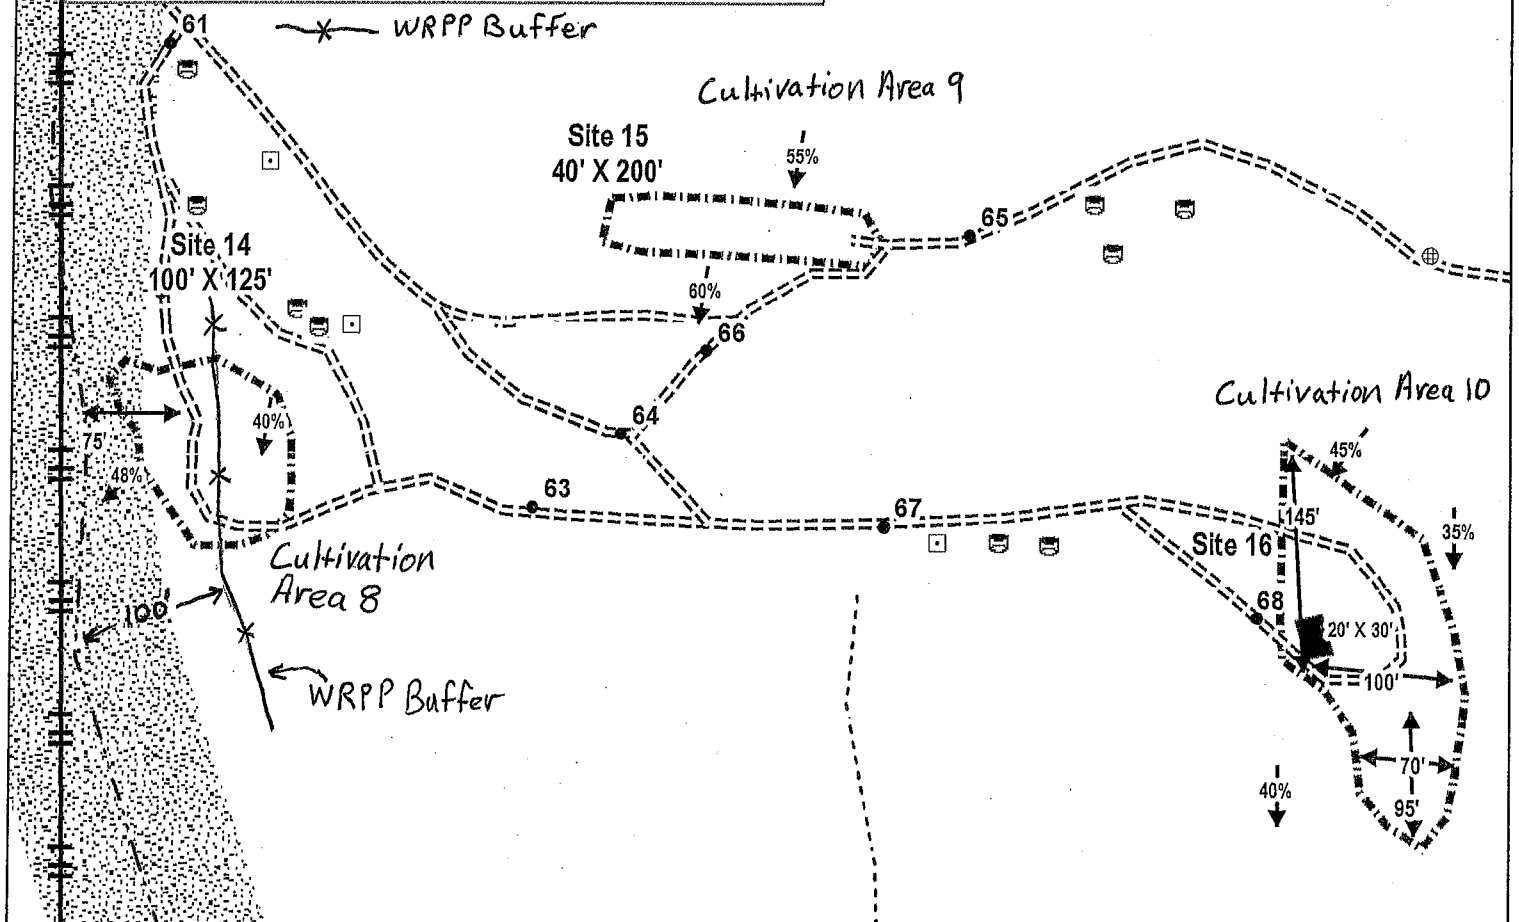 61
WRPP Buffer
Cultivation Area 9
Site 15
40' X 200'
55%
65
Site 14
100' X 125'
60%
66
Cultivation Area 10
64
40%
45%
75'
48%
63
67
145'
35%
Site 16
Cultivation
Area 8
100'
68
20' X 30'
100'
WRPP Buffer
70'
40%
95'